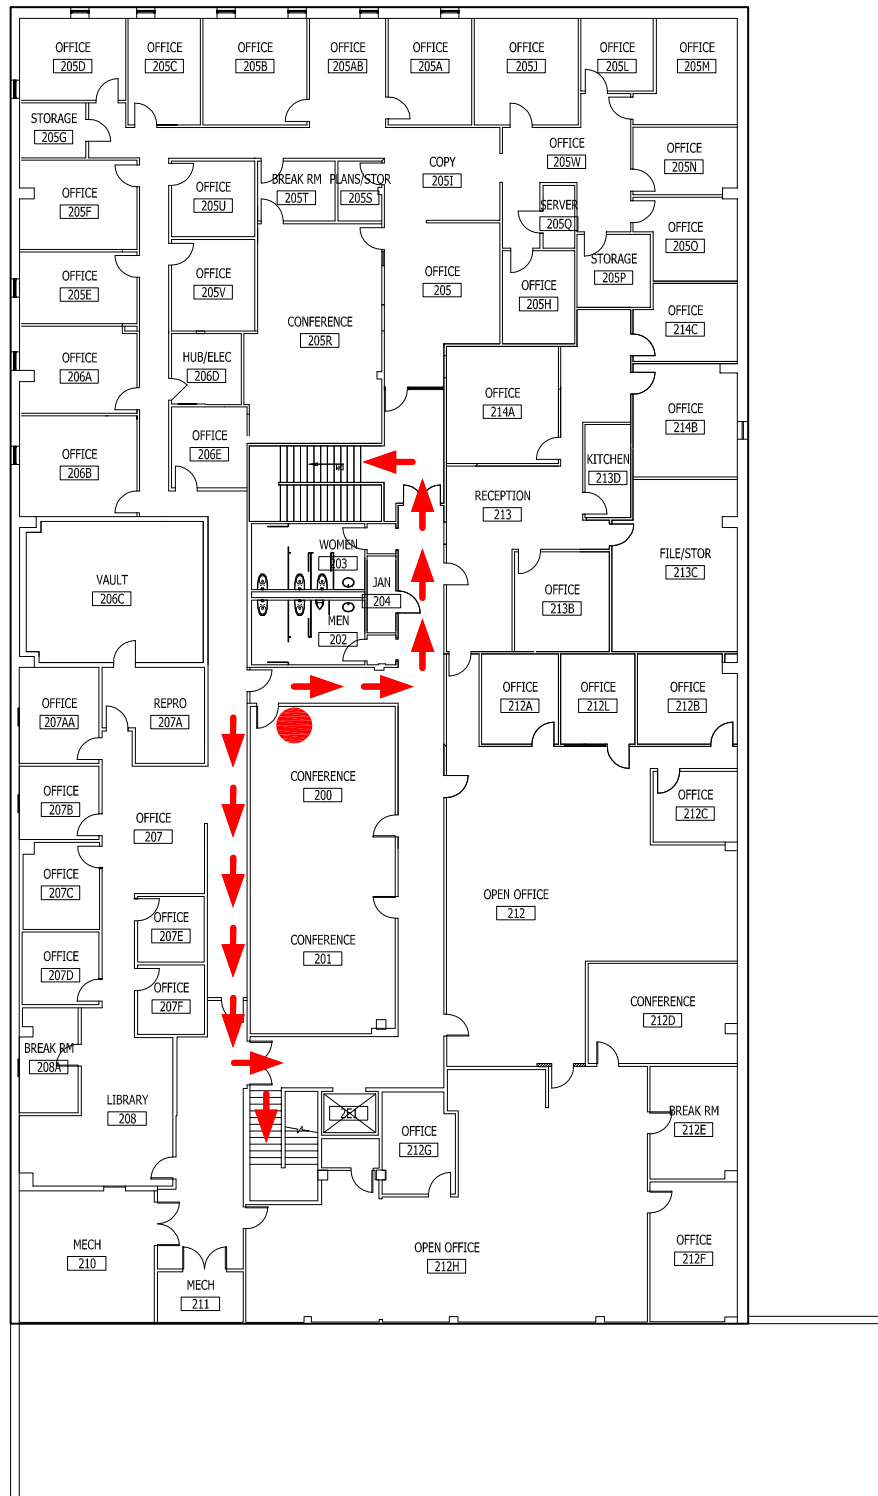 OFFICE
205D
OFFICE
205C
OFFICE
205B
OFFICE
205AB
OFFICE
205A
OFFICE
205J
OFFICE
205L
OFFICE
205M
STORAGE
205G
COPY
205I
OFFICE
205W
OFFICE
205N
OFFICE
205F
OFFICE
205U
BREAK RM
205T
PLANS/STOR
205S
SERVER
205Q
OFFICE
205O
OFFICE
205E
OFFICE
205V
OFFICE
205
OFFICE
205H
STORAGE
205P
CONFERENCE
205R
OFFICE
214C
OFFICE
206A
HUB/ELEC
206D
OFFICE
214A
OFFICE
214B
OFFICE
206B
OFFICE
206E
KITCHEN
213D
RECEPTION
213
VAULT
206C
WOMEN
203
JAN
204
MEN
202
OFFICE
213B
FILE/STOR
213C
OFFICE
207AA
REPRO
207A
OFFICE
212A
OFFICE
212L
OFFICE
212B
OFFICE
207B
OFFICE
207
CONFERENCE
200
OFFICE
212C
OFFICE
207C
OFFICE
207E
OPEN OFFICE
212
OFFICE
207D
OFFICE
207F
CONFERENCE
201
CONFERENCE
212D
BREAK RM
208A
LIBRARY
208
2E1
OFFICE
212G
BREAK RM
212E
MECH
210
MECH
211
OPEN OFFICE
212H
OFFICE
212F